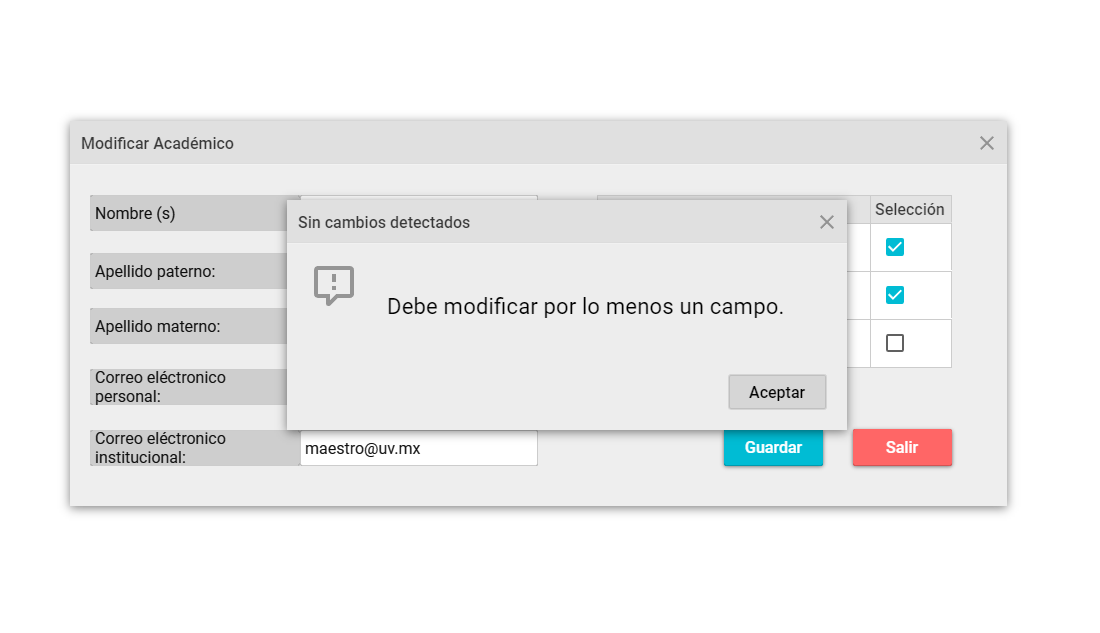 Modificar Académico
Nombre (s)
Selección
Sin cambios detectados
Apellido paterno:
Debe modificar por lo menos un campo.
Apellido materno:
Correo eléctronico
personal:
Aceptar
Correo eléctronico
institucional:
maestro@uv.mx
Guardar
Salir